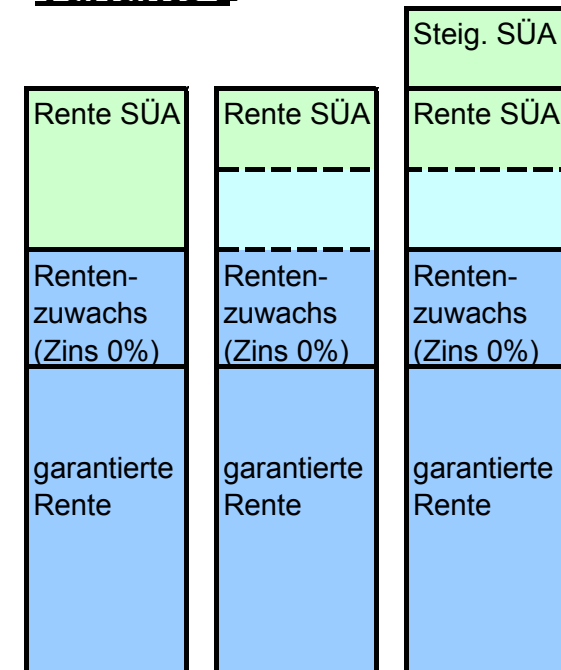 Steig. SÜA
Rente SÜA
Rente SÜA
Rente SÜA
Renten-
zuwachs
(Zins 0%)
Renten-
zuwachs
(Zins 0%)
Renten-
zuwachs
(Zins 0%)
garantierte
Rente
garantierte
Rente
garantierte
Rente